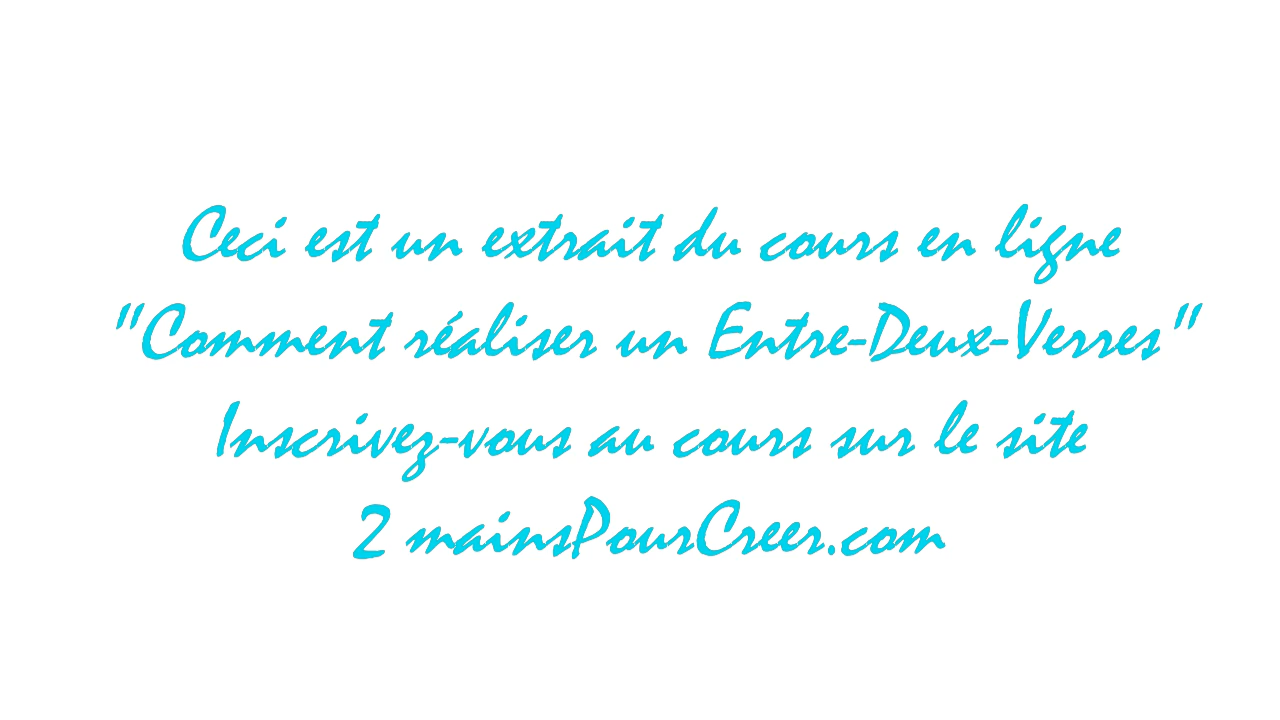 Ceci est un extrait du cours en ligne
"Comment réaliser un Entre-Deux-Verres"
Inscrivez-vous au cours sur le site
2 mainsPourCreer.com